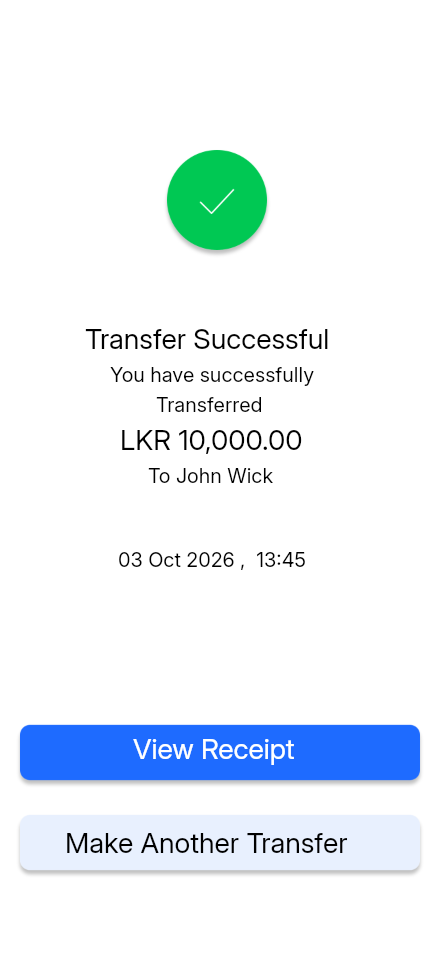 Transfer Successful
You have successfully
Transferred
LKR 10,000.00
To John Wick
03 Oct 2026 ,  13:45
View Receipt
Make Another Transfer